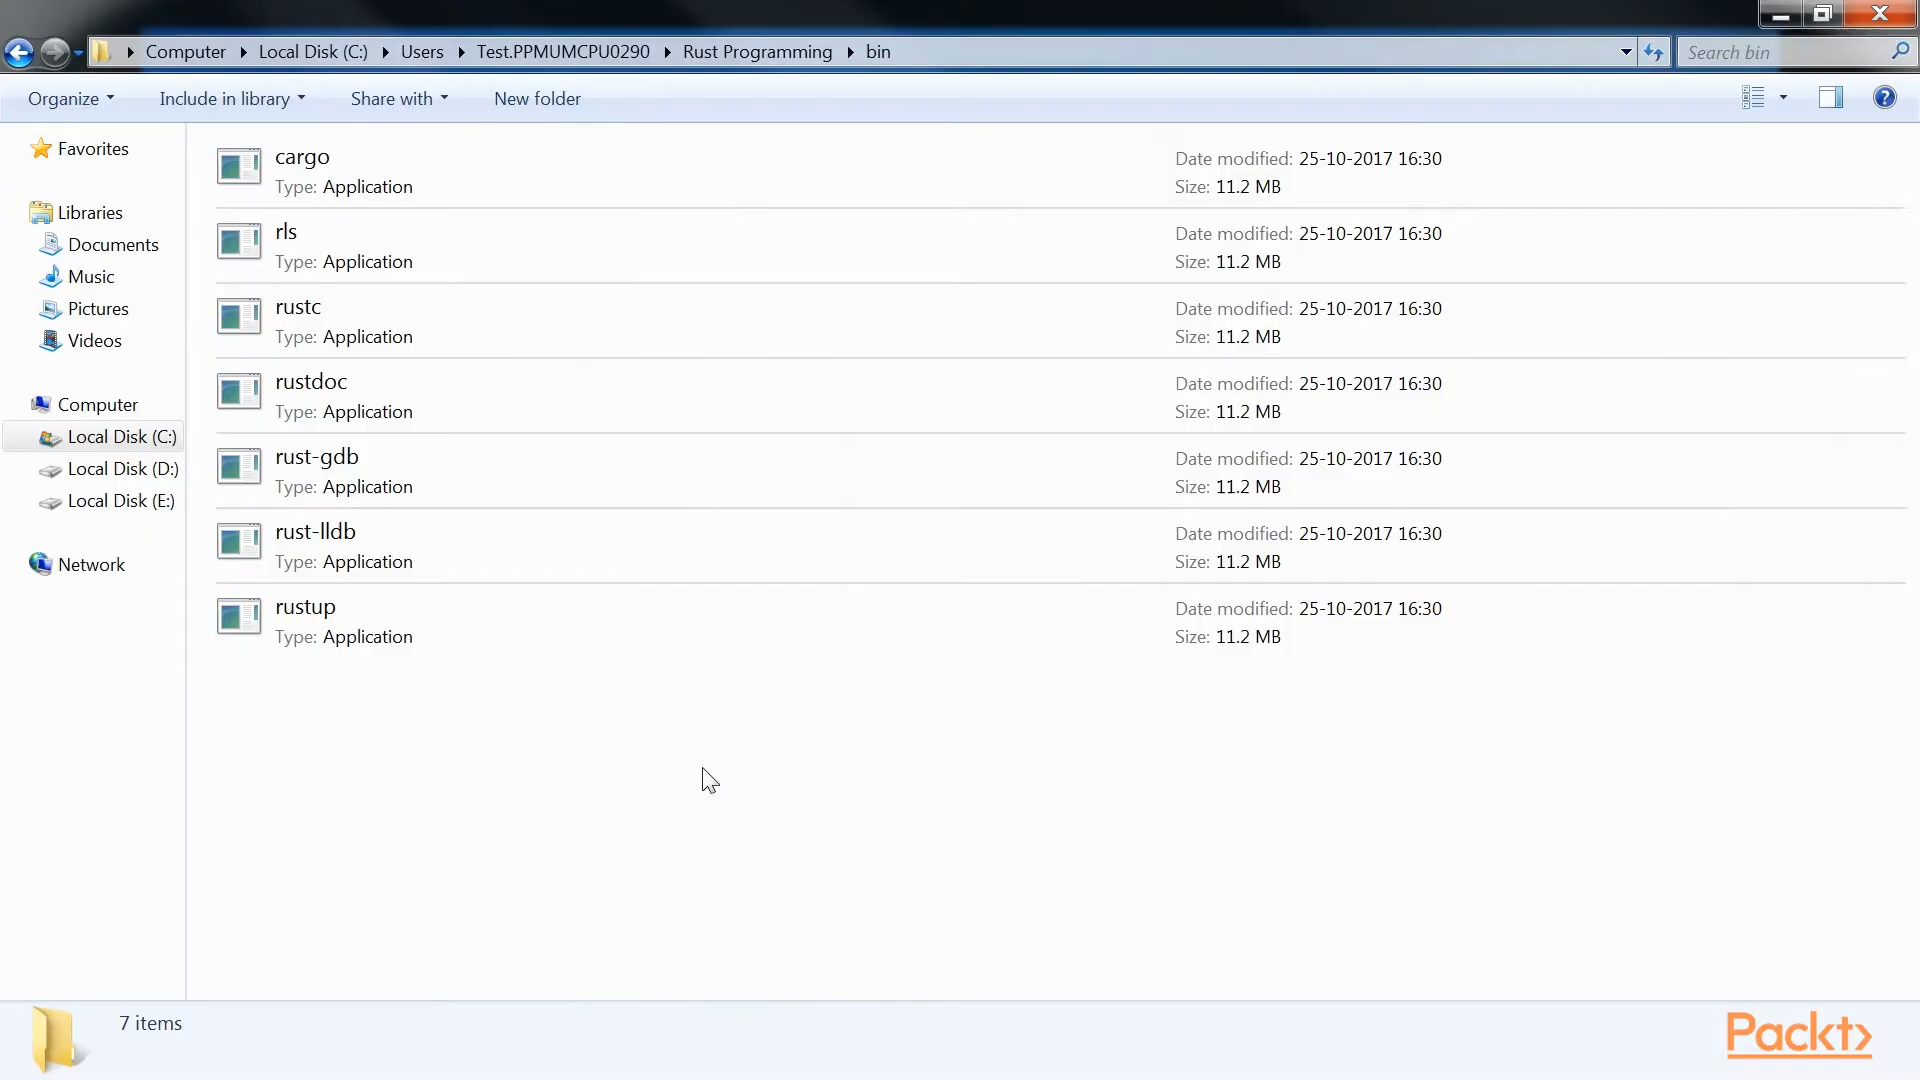 Computer Local Disk (C:) Users Test.PPMUMCPU0290 Rust Programming bin
Search bin
Organize Include in library Share with New folder
Favorites
Libraries
Documents
Music
Pictures
Videos
Computer
Local Disk (C:)
Local Disk (D:)
Local Disk (E:)
Network
cargo
Type: Application
Date modified: 25-10-2017 16:30
Size: 11.2 MB
rls
Type: Application
Date modified: 25-10-2017 16:30
Size: 11.2 MB
rustc
Type: Application
Date modified: 25-10-2017 16:30
Size: 11.2 MB
rustdoc
Type: Application
Date modified: 25-10-2017 16:30
Size: 11.2 MB
rust-gdb
Type: Application
Date modified: 25-10-2017 16:30
Size: 11.2 MB
rust-lldb
Type: Application
Date modified: 25-10-2017 16:30
Size: 11.2 MB
rustup
Type: Application
Date modified: 25-10-2017 16:30
Size: 11.2 MB
7 items
Packt>